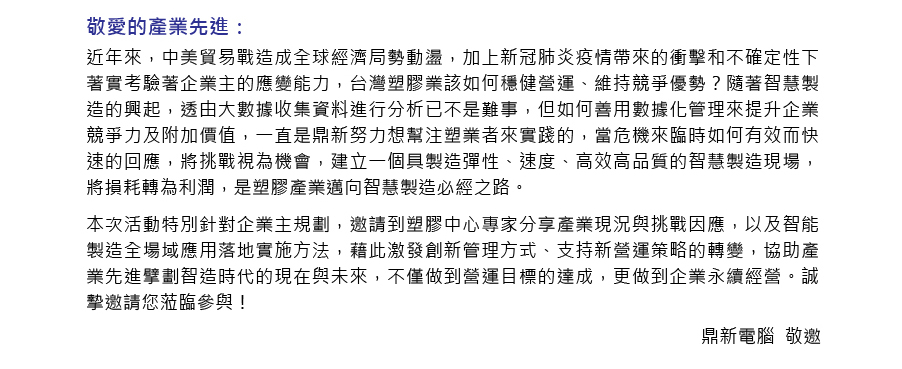 敬愛的產業先進：
近年來，中美貿易戰造成全球經濟局勢動盪，加上新冠肺炎疫情帶來的衝擊和不確定性下
著實考驗著企業主的應變能力，台灣塑膠業該如何穩健營運、維持競爭優勢？隨著智慧製
造的興起，透由大數據收集資料進行分析已不是難事，但如何善用數據化管理來提升企業
競爭力及附加價值，一直是鼎新努力想幫注塑業者來實踐的，當危機來臨時如何有效而快
速的回應，將挑戰視為機會，建立一個具製造彈性、速度、高效高品質的智慧製造現場，
將損耗轉為利潤，是塑膠產業邁向智慧製造必經之路。
本次活動特別針對企業主規劃，邀請到塑膠中心專家分享產業現況與挑戰因應，以及智能
製造全場域應用落地實施方法，藉此激發創新管理方式、支持新營運策略的轉變，協助產
業先進擘劃智造時代的現在與未來，不僅做到營運目標的達成，更做到企業永續經營。誠
摯邀請您蒞臨參與！
鼎新電腦 敬邀